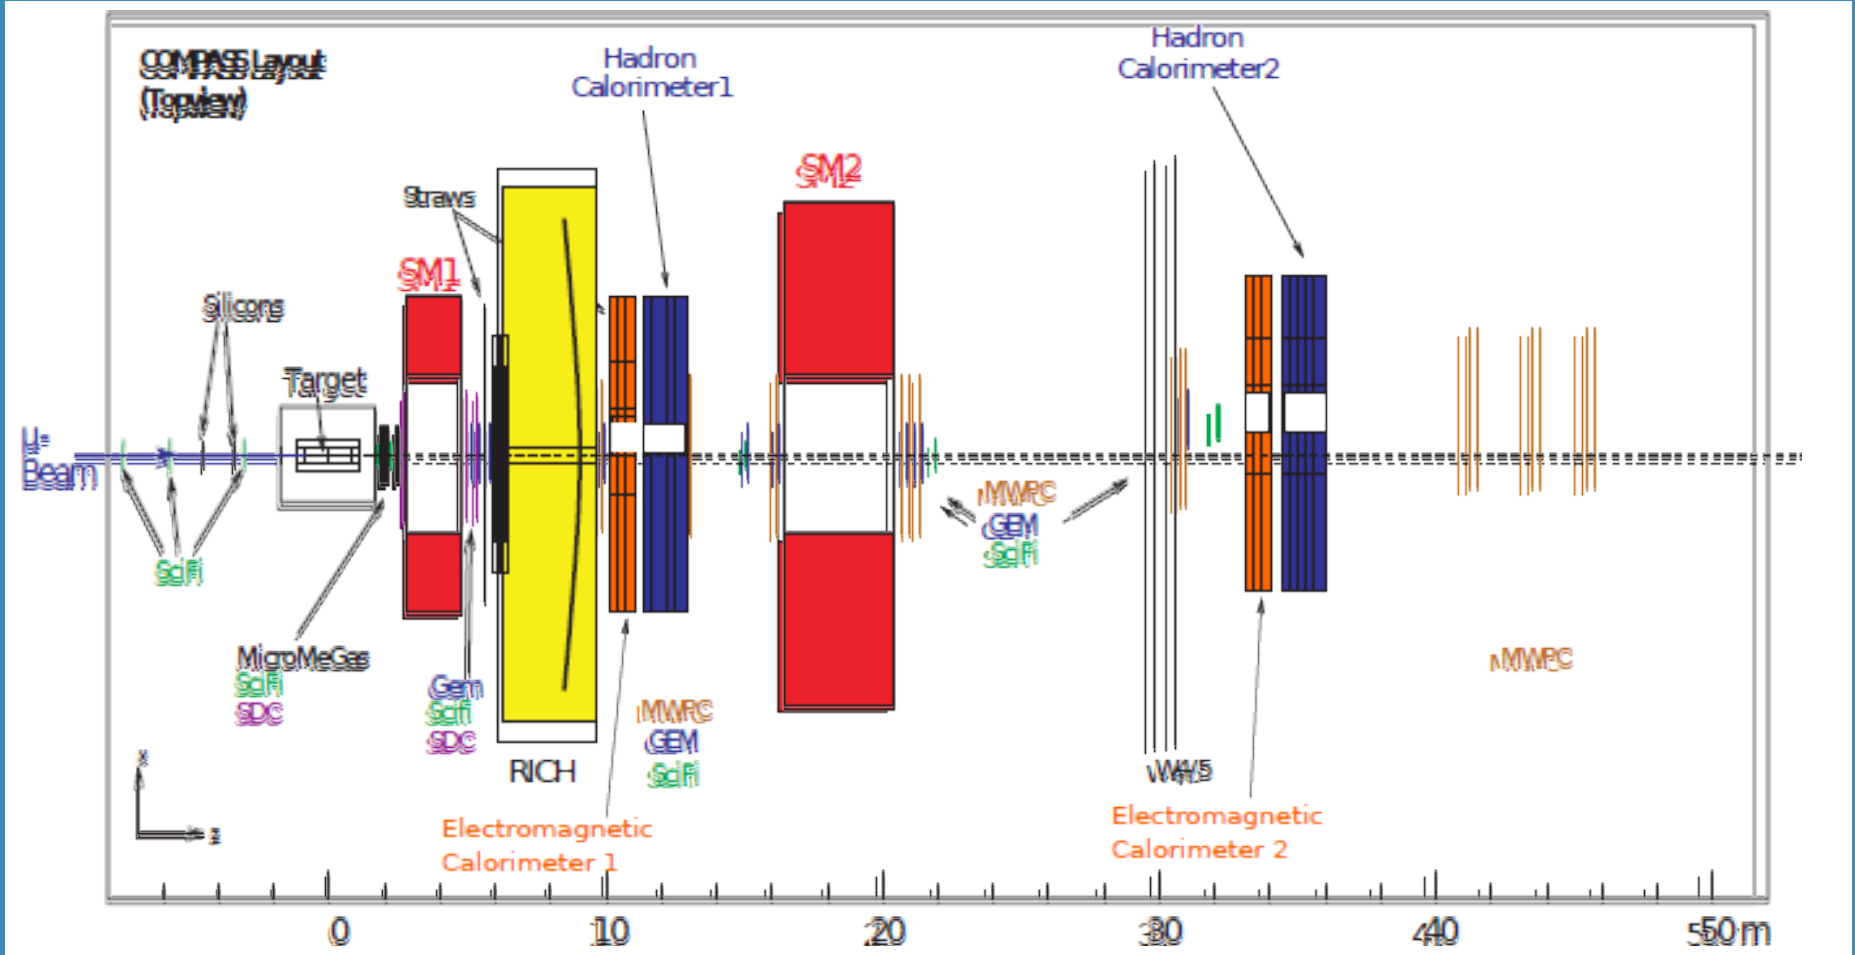 COMPASS Layout
(Topview)
Hadron
Calorimeter1
Hadron
Calorimeter2
SM2
Straws
SM1
Silicons
Target
μ-
Beam
SciFi
MWPC
GEM
SciFi
MicroMeGas
SciFi
SDC
Gem
Scifi
SDC
MWPC
GEM
SciFi
MWPC
RICH
Electromagnetic
Calorimeter 1
Electromagnetic
Calorimeter 2
0 10 20 30 40 50 m